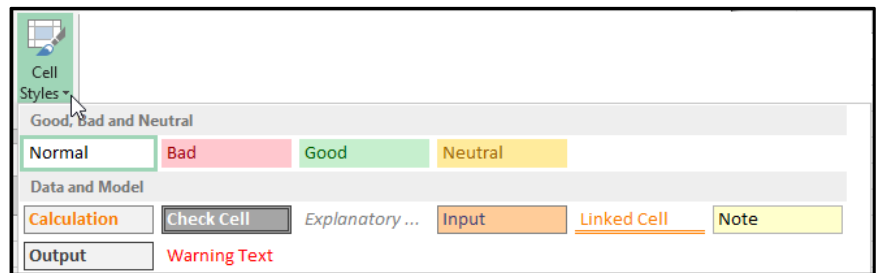 Cell
Styles
Good, Bad and Neutral
Normal Bad Good Neutral
Data and Model
Calculation Check Cell Explanatory ... Input Linked Cell Note
Output Warning Text